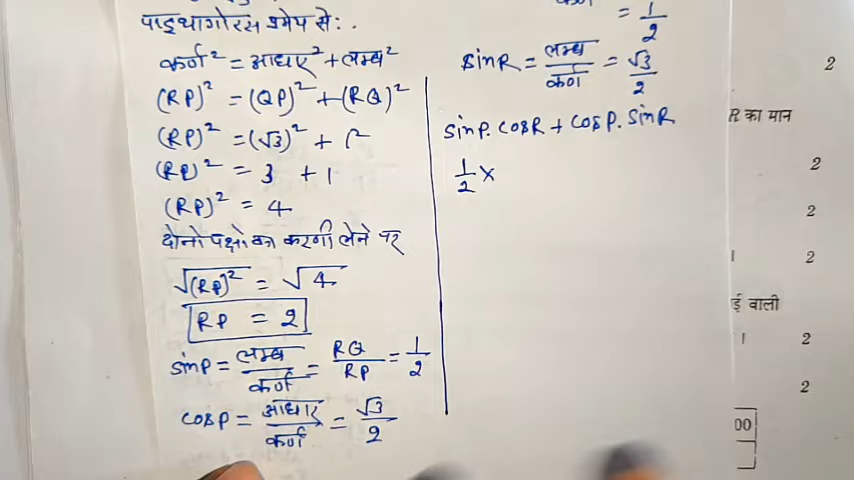 पाइथागोरस प्रमेय से:-
कर्ण² = आधार² + लम्ब²
(RP)² = (QP)² + (RQ)²
(RP)² = (√3)² + 1²
(RP)² = 3 + 1
(RP)² = 4
दोनो पक्षो का करणी लेने पर
√(RP)² = √4
RP = 2
sinP = लम्ब/कर्ण = RQ/RP = 1/2
cosP = आधार/कर्ण = √3/2
कर्ण = 1/2
sinR = लम्ब/कर्ण = √3/2
sinP. cosR + cosP. sinR
1/2 ×
2
R का मान
2
2
2
ई वाली
2
2
00